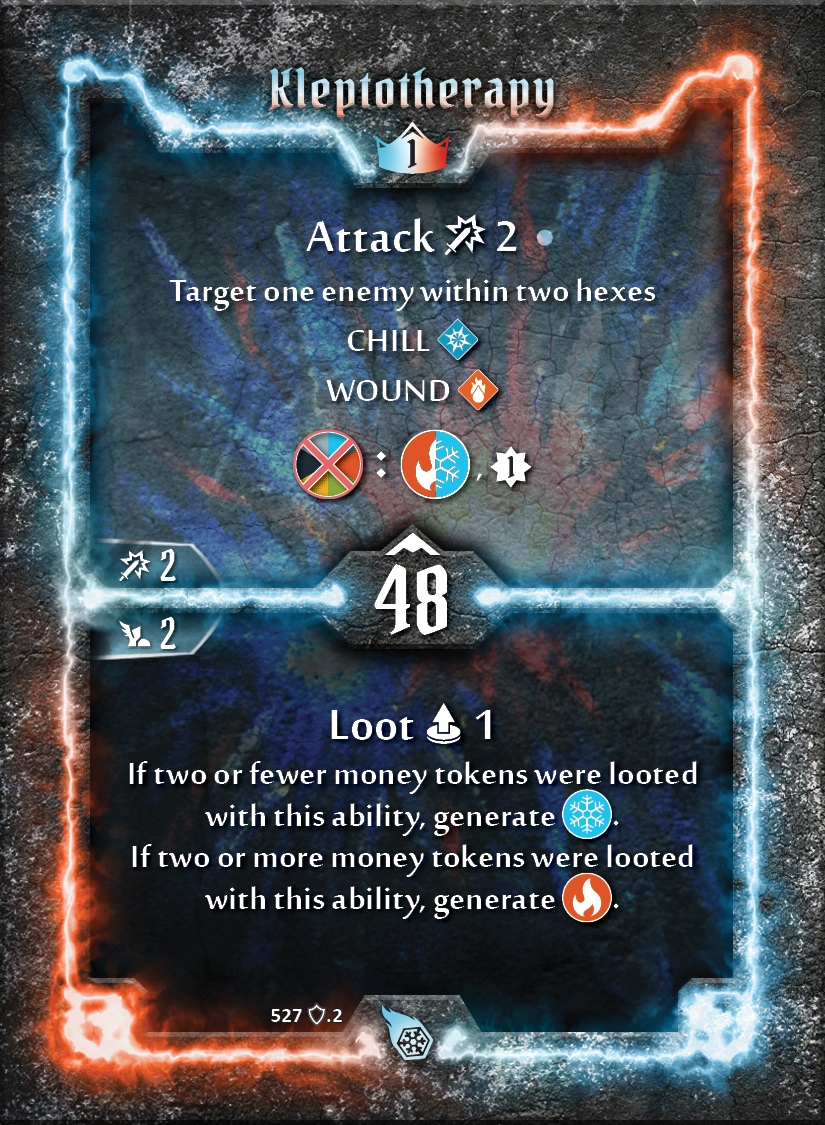 Kleptotherapy
1
Attack 2
Target one enemy within two hexes
CHILL
WOUND
: , 1
2
48
2
Loot 1
If two or fewer money tokens were looted
with this ability, generate .
If two or more money tokens were looted
with this ability, generate .
527 .2